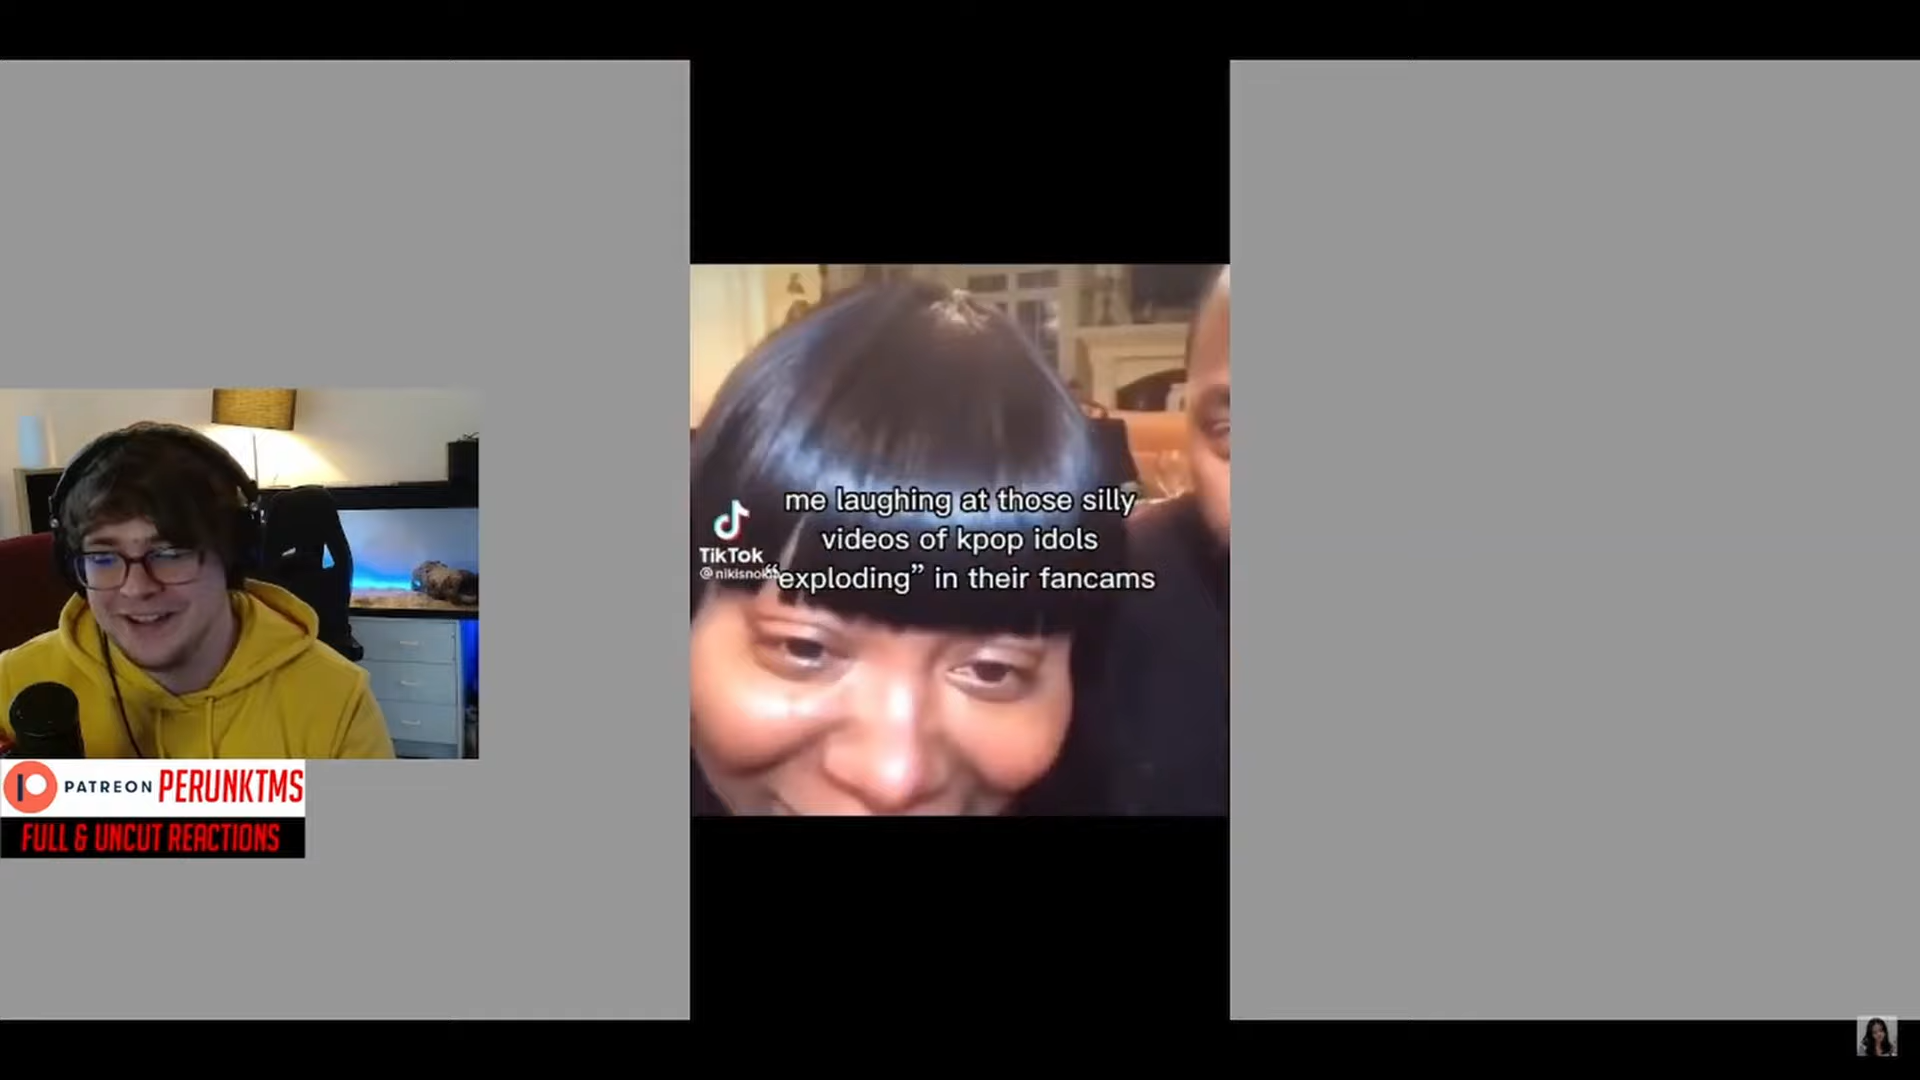 me laughing at those silly
videos of kpop idols
“exploding” in their fancams
TikTok
PATREON PERUNKTMS
FULL & UNCUT REACTIONS